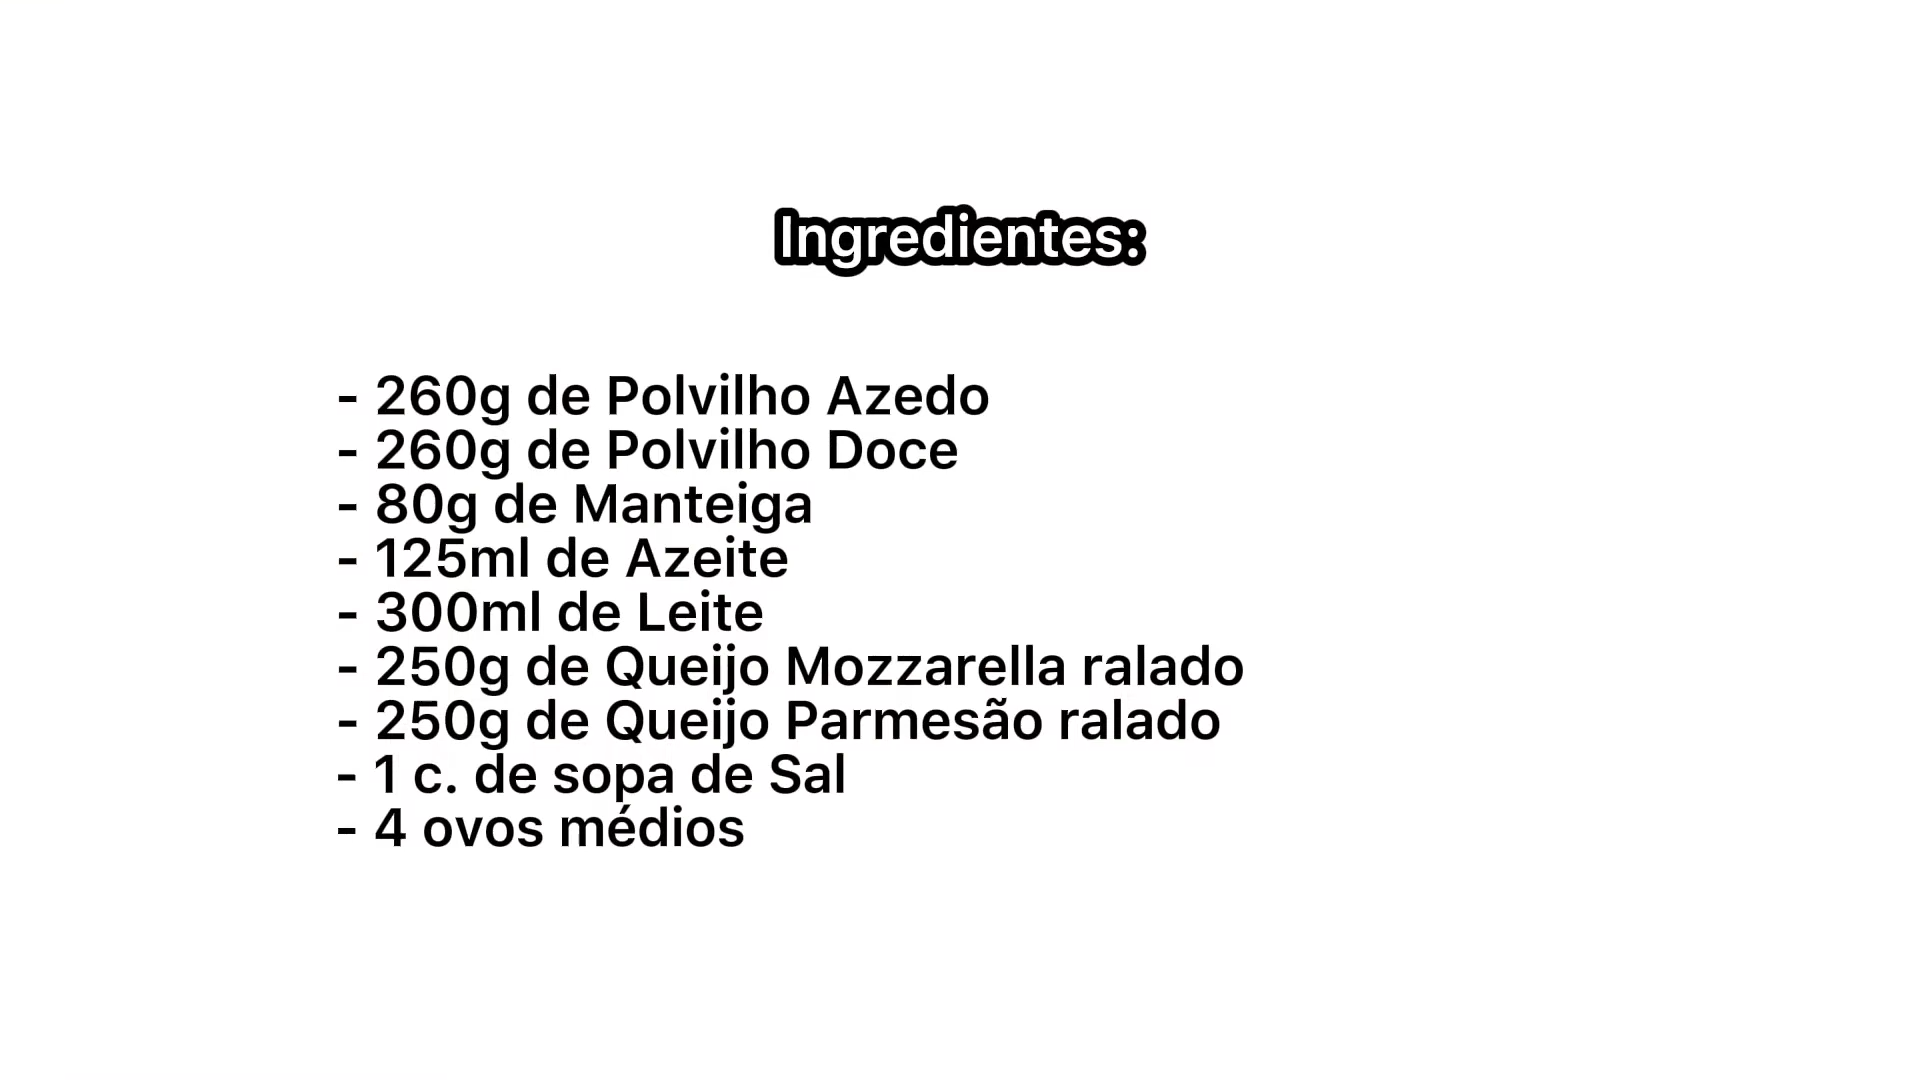 Ingredientes:
- 260g de Polvilho Azedo
- 260g de Polvilho Doce
- 80g de Manteiga
- 125ml de Azeite
- 300ml de Leite
- 250g de Queijo Mozzarella ralado
- 250g de Queijo Parmesão ralado
- 1 c. de sopa de Sal
- 4 ovos médios